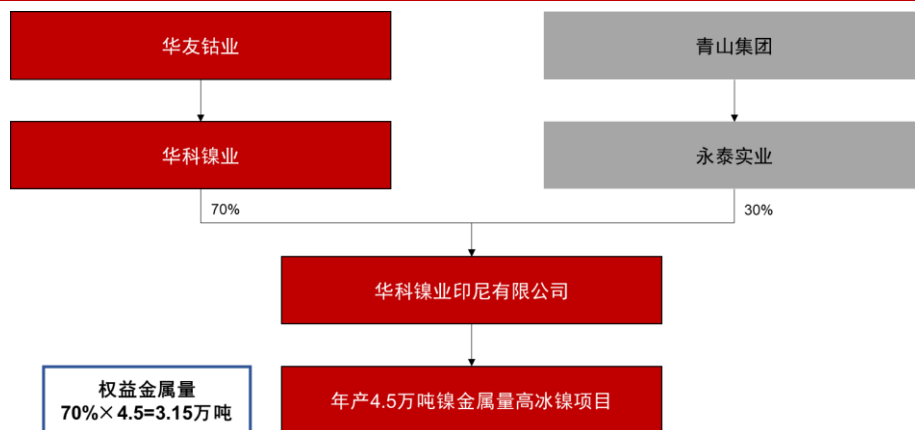 华友钴业
青山集团
华科镍业
永泰实业
70%
30%
华科镍业印尼有限公司
权益金属量
70%×4.5=3.15万吨
年产4.5万吨镍金属量高冰镍项目